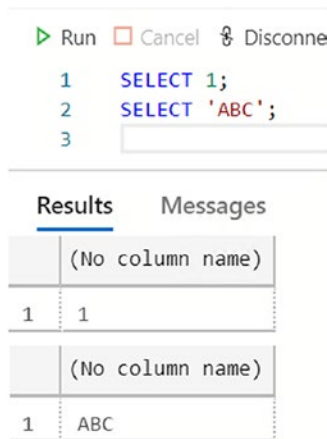 Run Cancel Disconne
1 SELECT 1;
2 SELECT 'ABC';
3
Results Messages
(No column name)
1 1
(No column name)
1 ABC